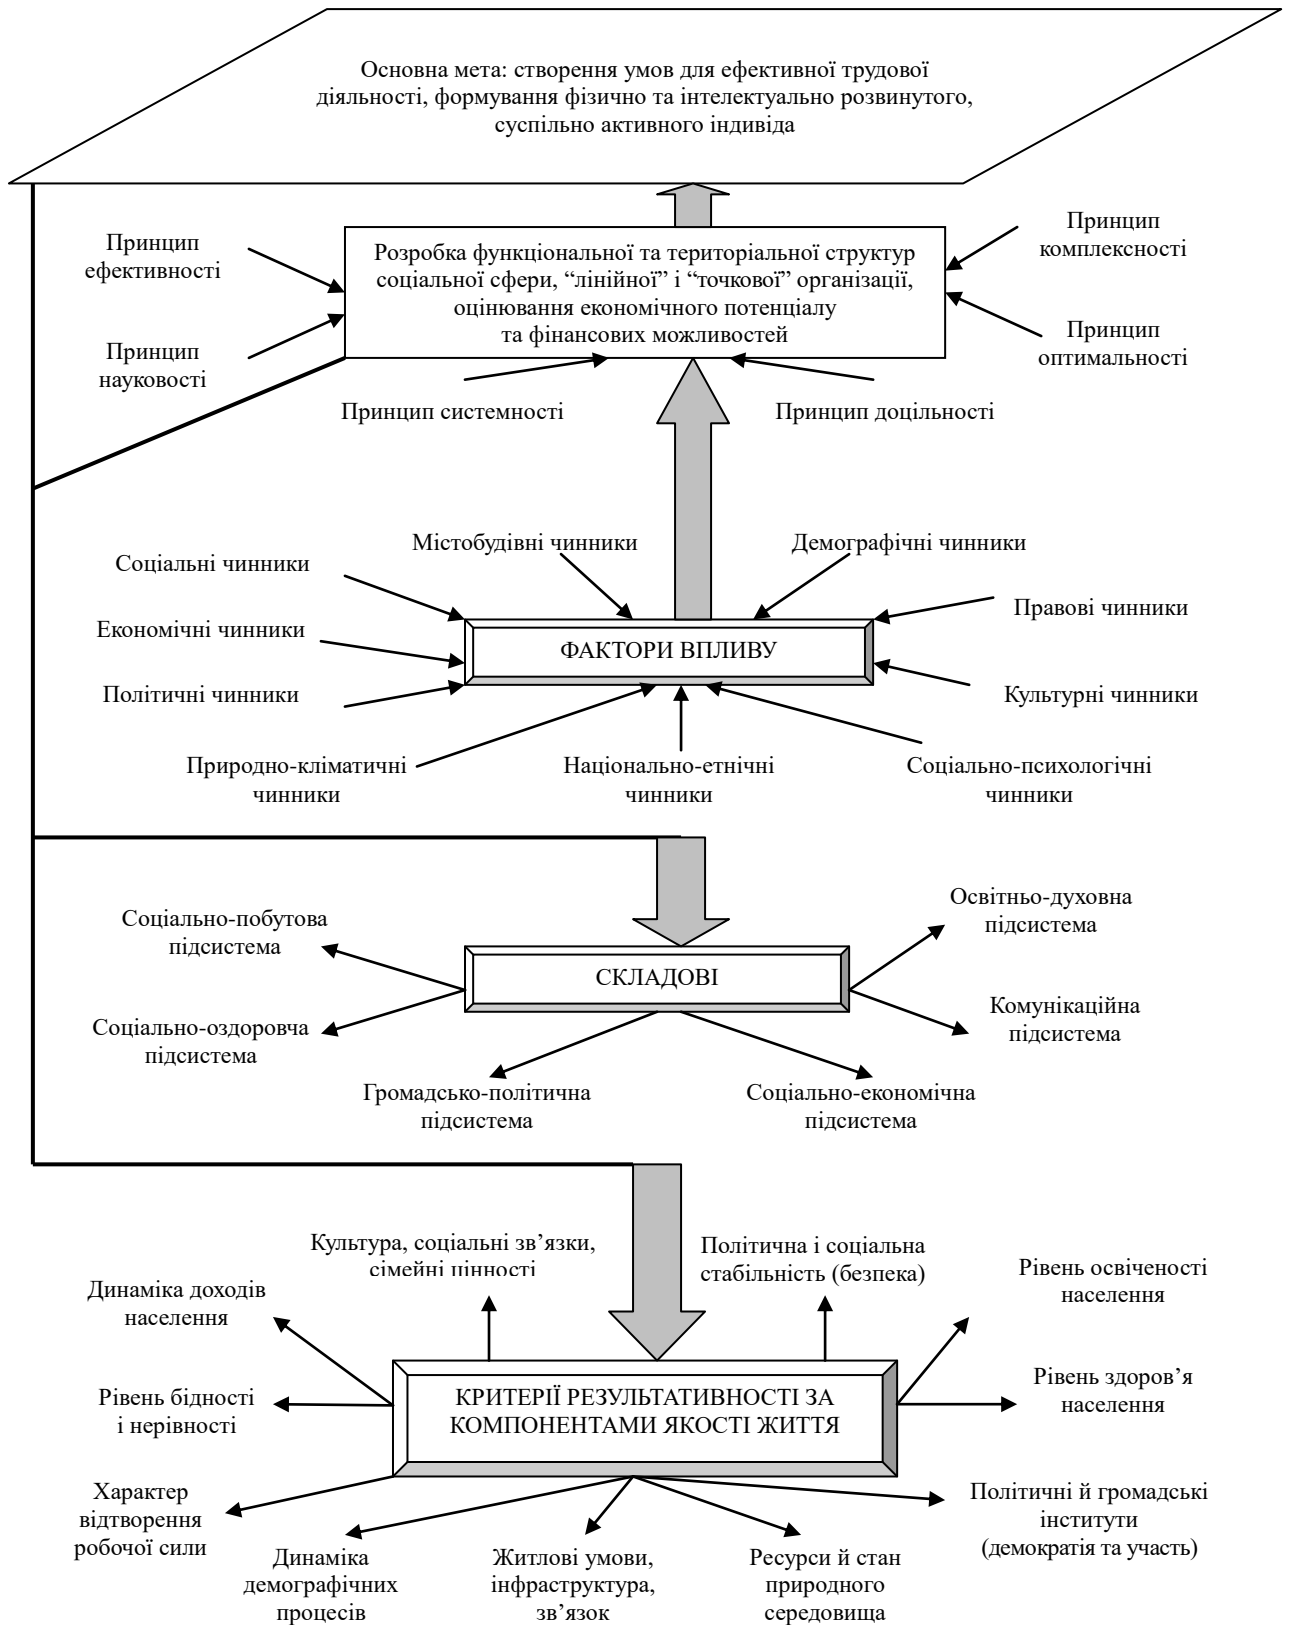 Основна мета: створення умов для ефективної трудової
діяльності, формування фізично та інтелектуально розвинутого,
суспільно активного індивіда
Принцип
ефективності
Розробка функціональної та територіальної структур
соціальної сфери, “лінійної” і “точкової” організації,
оцінювання економічного потенціалу
та фінансових можливостей
Принцип
комплексності
Принцип
науковості
Принцип
оптимальності
Принцип системності
Принцип доцільності
Містобудівні чинники
Демографічні чинники
Соціальні чинники
Економічні чинники
Політичні чинники
ФАКТОРИ ВПЛИВУ
Правові чинники
Культурні чинники
Природно-кліматичні
чинники
Національно-етнічні
чинники
Соціально-психологічні
чинники
Соціально-побутова
підсистема
Освітньо-духовна
підсистема
СКЛАДОВІ
Соціально-оздоровча
підсистема
Комунікаційна
підсистема
Громадсько-політична
підсистема
Соціально-економічна
підсистема
Культура, соціальні зв’язки,
сімейні цінності
Політична і соціальна
стабільність (безпека)
Динаміка доходів
населення
Рівень освіченості
населення
Рівень бідності
і нерівності
КРИТЕРІЇ РЕЗУЛЬТАТИВНОСТІ ЗА
КОМПОНЕНТАМИ ЯКОСТІ ЖИТТЯ
Рівень здоров’я
населення
Характер
відтворення
робочої сили
Динаміка
демографічних
процесів
Житлові умови,
інфраструктура,
зв’язок
Ресурси й стан
природного
середовища
Політичні й громадські
інститути
(демократія та участь)